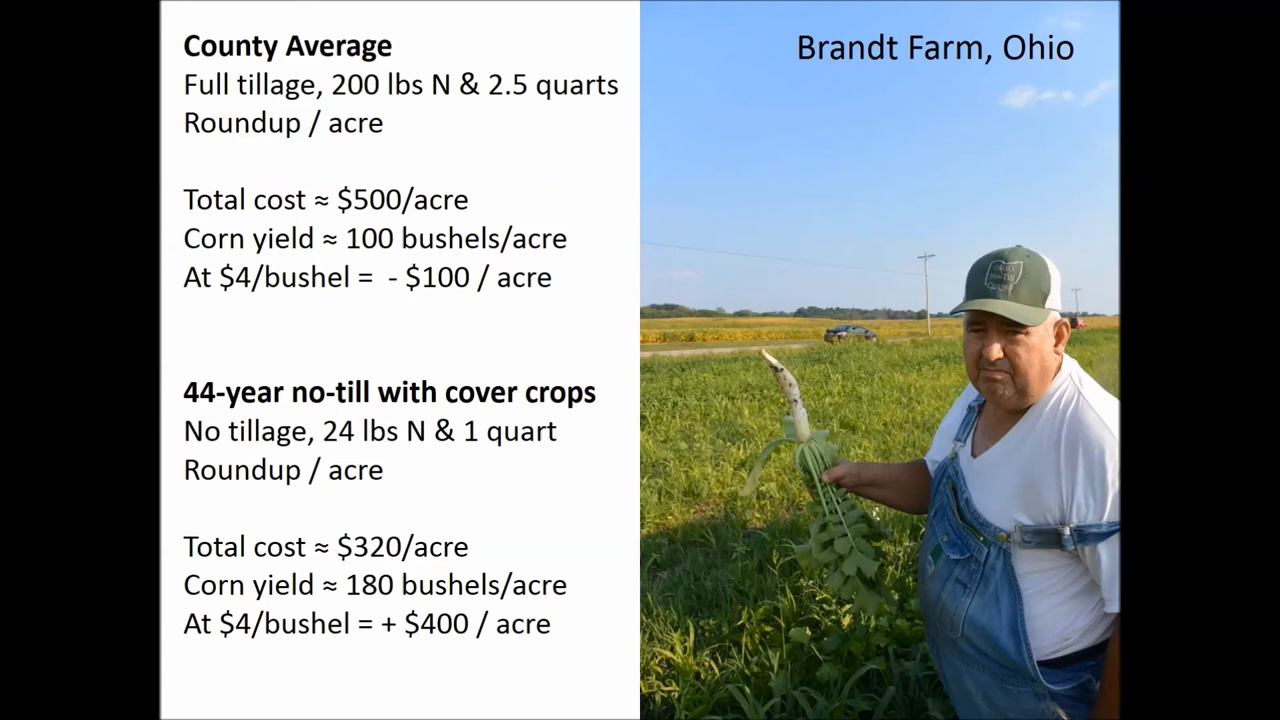 County Average
Full tillage, 200 lbs N & 2.5 quarts
Roundup / acre
Total cost ≈ $500/acre
Corn yield ≈ 100 bushels/acre
At $4/bushel =  - $100 / acre
44-year no-till with cover crops
No tillage, 24 lbs N & 1 quart
Roundup / acre
Total cost ≈ $320/acre
Corn yield ≈ 180 bushels/acre
At $4/bushel = + $400 / acre
Brandt Farm, Ohio
OHIO
No-Till